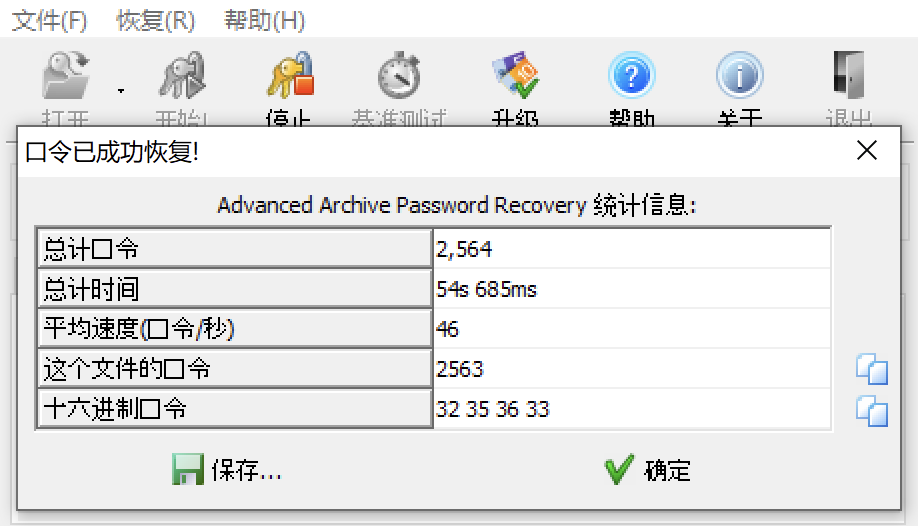 文件(F) 恢复(R) 帮助(H)
打开 开始! 停止 基准测试 升级 帮助 关于 退出
口令已成功恢复!
Advanced Archive Password Recovery 统计信息:
总计口令 2,564
总计时间 54s 685ms
平均速度(口令/秒) 46
这个文件的口令 2563
十六进制口令 32 35 36 33
保存... 确定